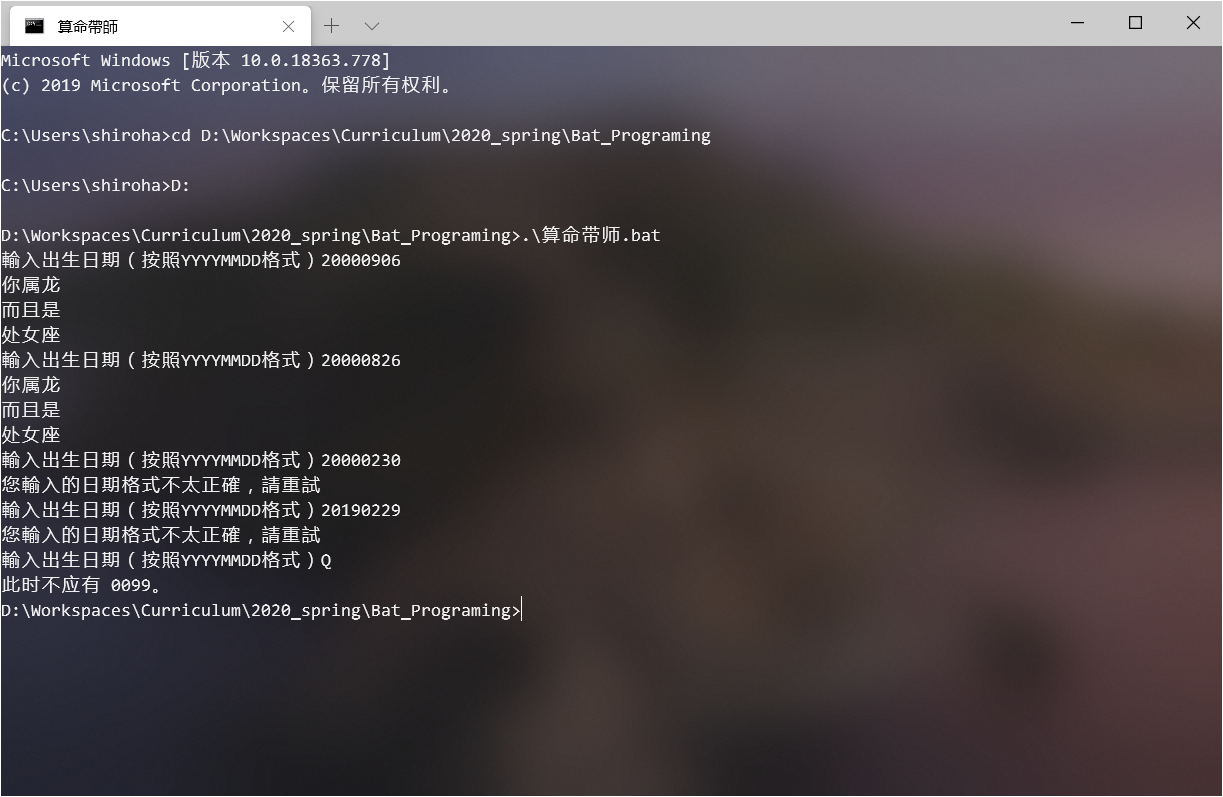 算命帶師
Microsoft Windows [版本 10.0.18363.778]
(c) 2019 Microsoft Corporation。保留所有权利。
C:\Users\shiroha>cd D:\Workspaces\Curriculum\2020_spring\Bat_Programing
C:\Users\shiroha>D:
D:\Workspaces\Curriculum\2020_spring\Bat_Programing>.\算命带师.bat
輸入出生日期（按照YYYYMMDD格式）20000906
你属龙
而且是
处女座
輸入出生日期（按照YYYYMMDD格式）20000826
你属龙
而且是
处女座
輸入出生日期（按照YYYYMMDD格式）20000230
您輸入的日期格式不太正確，請重試
輸入出生日期（按照YYYYMMDD格式）20190229
您輸入的日期格式不太正確，請重試
輸入出生日期（按照YYYYMMDD格式）Q
此时不应有 0099。
D:\Workspaces\Curriculum\2020_spring\Bat_Programing>